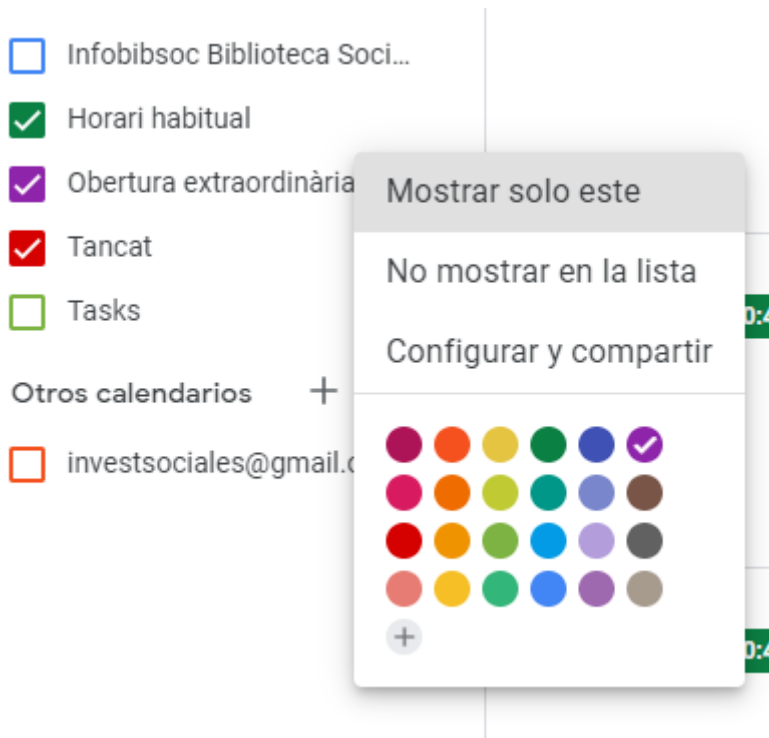 Infobibsoc Biblioteca Soci...
Horari habitual
Obertura extraordinària
Mostrar solo este
Tancat
No mostrar en la lista
Tasks
Configurar y compartir
Otros calendarios +
investsociales@gmail.